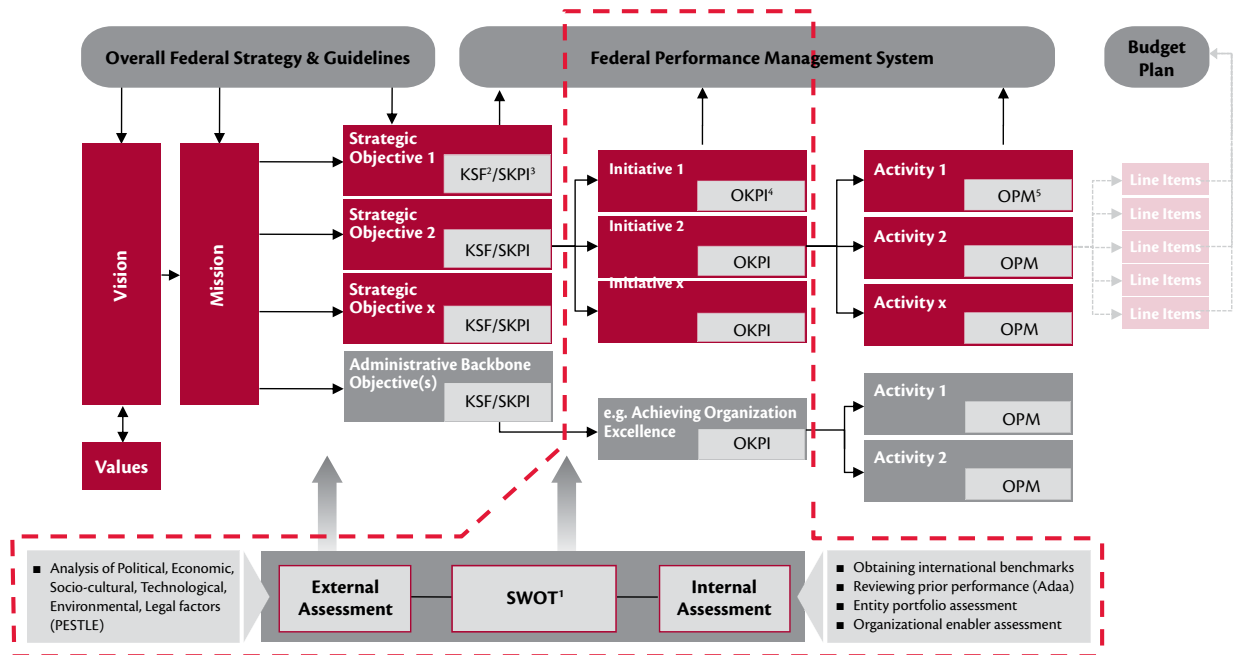 Overall Federal Strategy & Guidelines
Federal Performance Management System
Budget
Plan
Vision
Mission
Values
Strategic
Objective 1
KSF²/SKPI³
Strategic
Objective 2
KSF/SKPI
Strategic
Objective x
KSF/SKPI
Administrative Backbone
Objective(s)
KSF/SKPI
Initiative 1
OKPI⁴
Initiative 2
OKPI
Initiative x
OKPI
e.g. Achieving Organization
Excellence
OKPI
Activity 1
OPM⁵
Activity 2
OPM
Activity x
OPM
Activity 1
OPM
Activity 2
OPM
Line Items
Line Items
Line Items
Line Items
Line Items
■ Analysis of Political, Economic,
Socio-cultural, Technological,
Environmental, Legal factors
(PESTLE)
External
Assessment
SWOT¹
Internal
Assessment
■ Obtaining international benchmarks
■ Reviewing prior performance (Adaa)
■ Entity portfolio assessment
■ Organizational enabler assessment